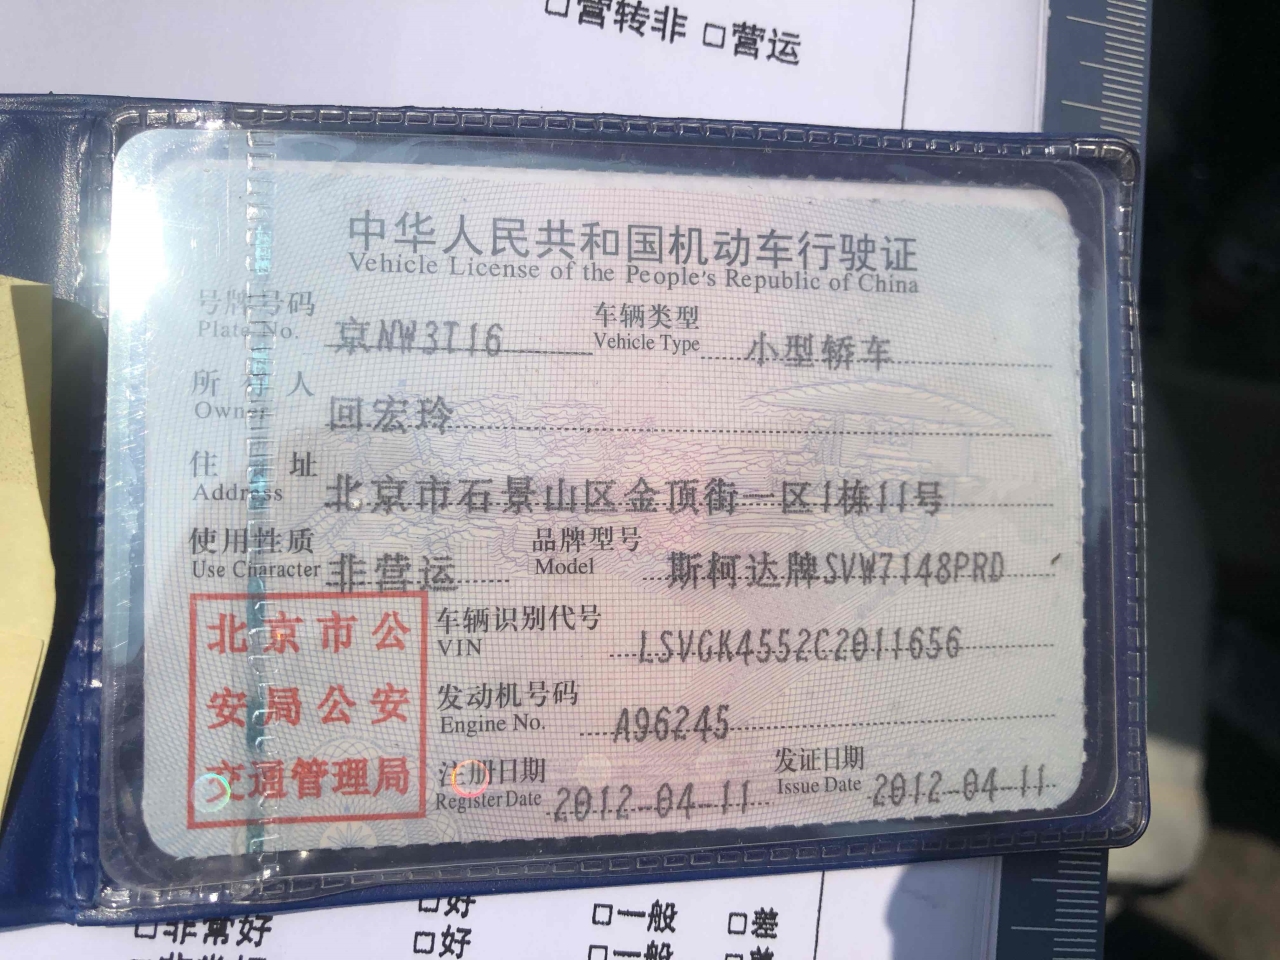 □营转非 □营运
中华人民共和国机动车行驶证
Vehicle License of the People's Republic of China
号牌号码 京NW3T16 车辆类型 小型轿车
Plate No. Vehicle Type
所有人 回宏玲
Owner
住址 北京市石景山区金顶街一区1栋11号
Address
使用性质 非营运 品牌型号 斯柯达牌SVW7148PRD
Use Character Model
车辆识别代号 LSVGK4552C2011656
VIN
发动机号码 A96245
Engine No.
注册日期 2012-04-11 发证日期 2012-04-11
Register Date Issue Date
北京市公
安局公安
交通管理局
□非常好 □好 □一般 □差
□好 □一般